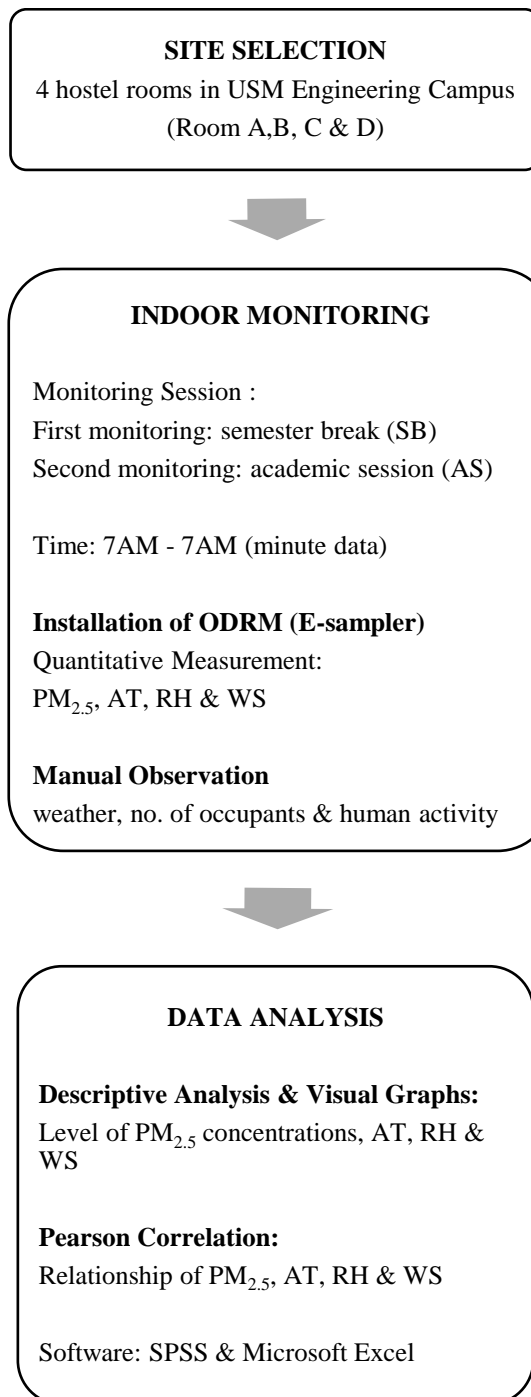 SITE SELECTION
4 hostel rooms in USM Engineering Campus
(Room A,B, C & D)
INDOOR MONITORING
Monitoring Session :
First monitoring: semester break (SB)
Second monitoring: academic session (AS)
Time: 7AM - 7AM (minute data)
Installation of ODRM (E-sampler)
Quantitative Measurement:
PM2.5, AT, RH & WS
Manual Observation
weather, no. of occupants & human activity
DATA ANALYSIS
Descriptive Analysis & Visual Graphs:
Level of PM2.5 concentrations, AT, RH &
WS
Pearson Correlation:
Relationship of PM2.5, AT, RH & WS
Software: SPSS & Microsoft Excel